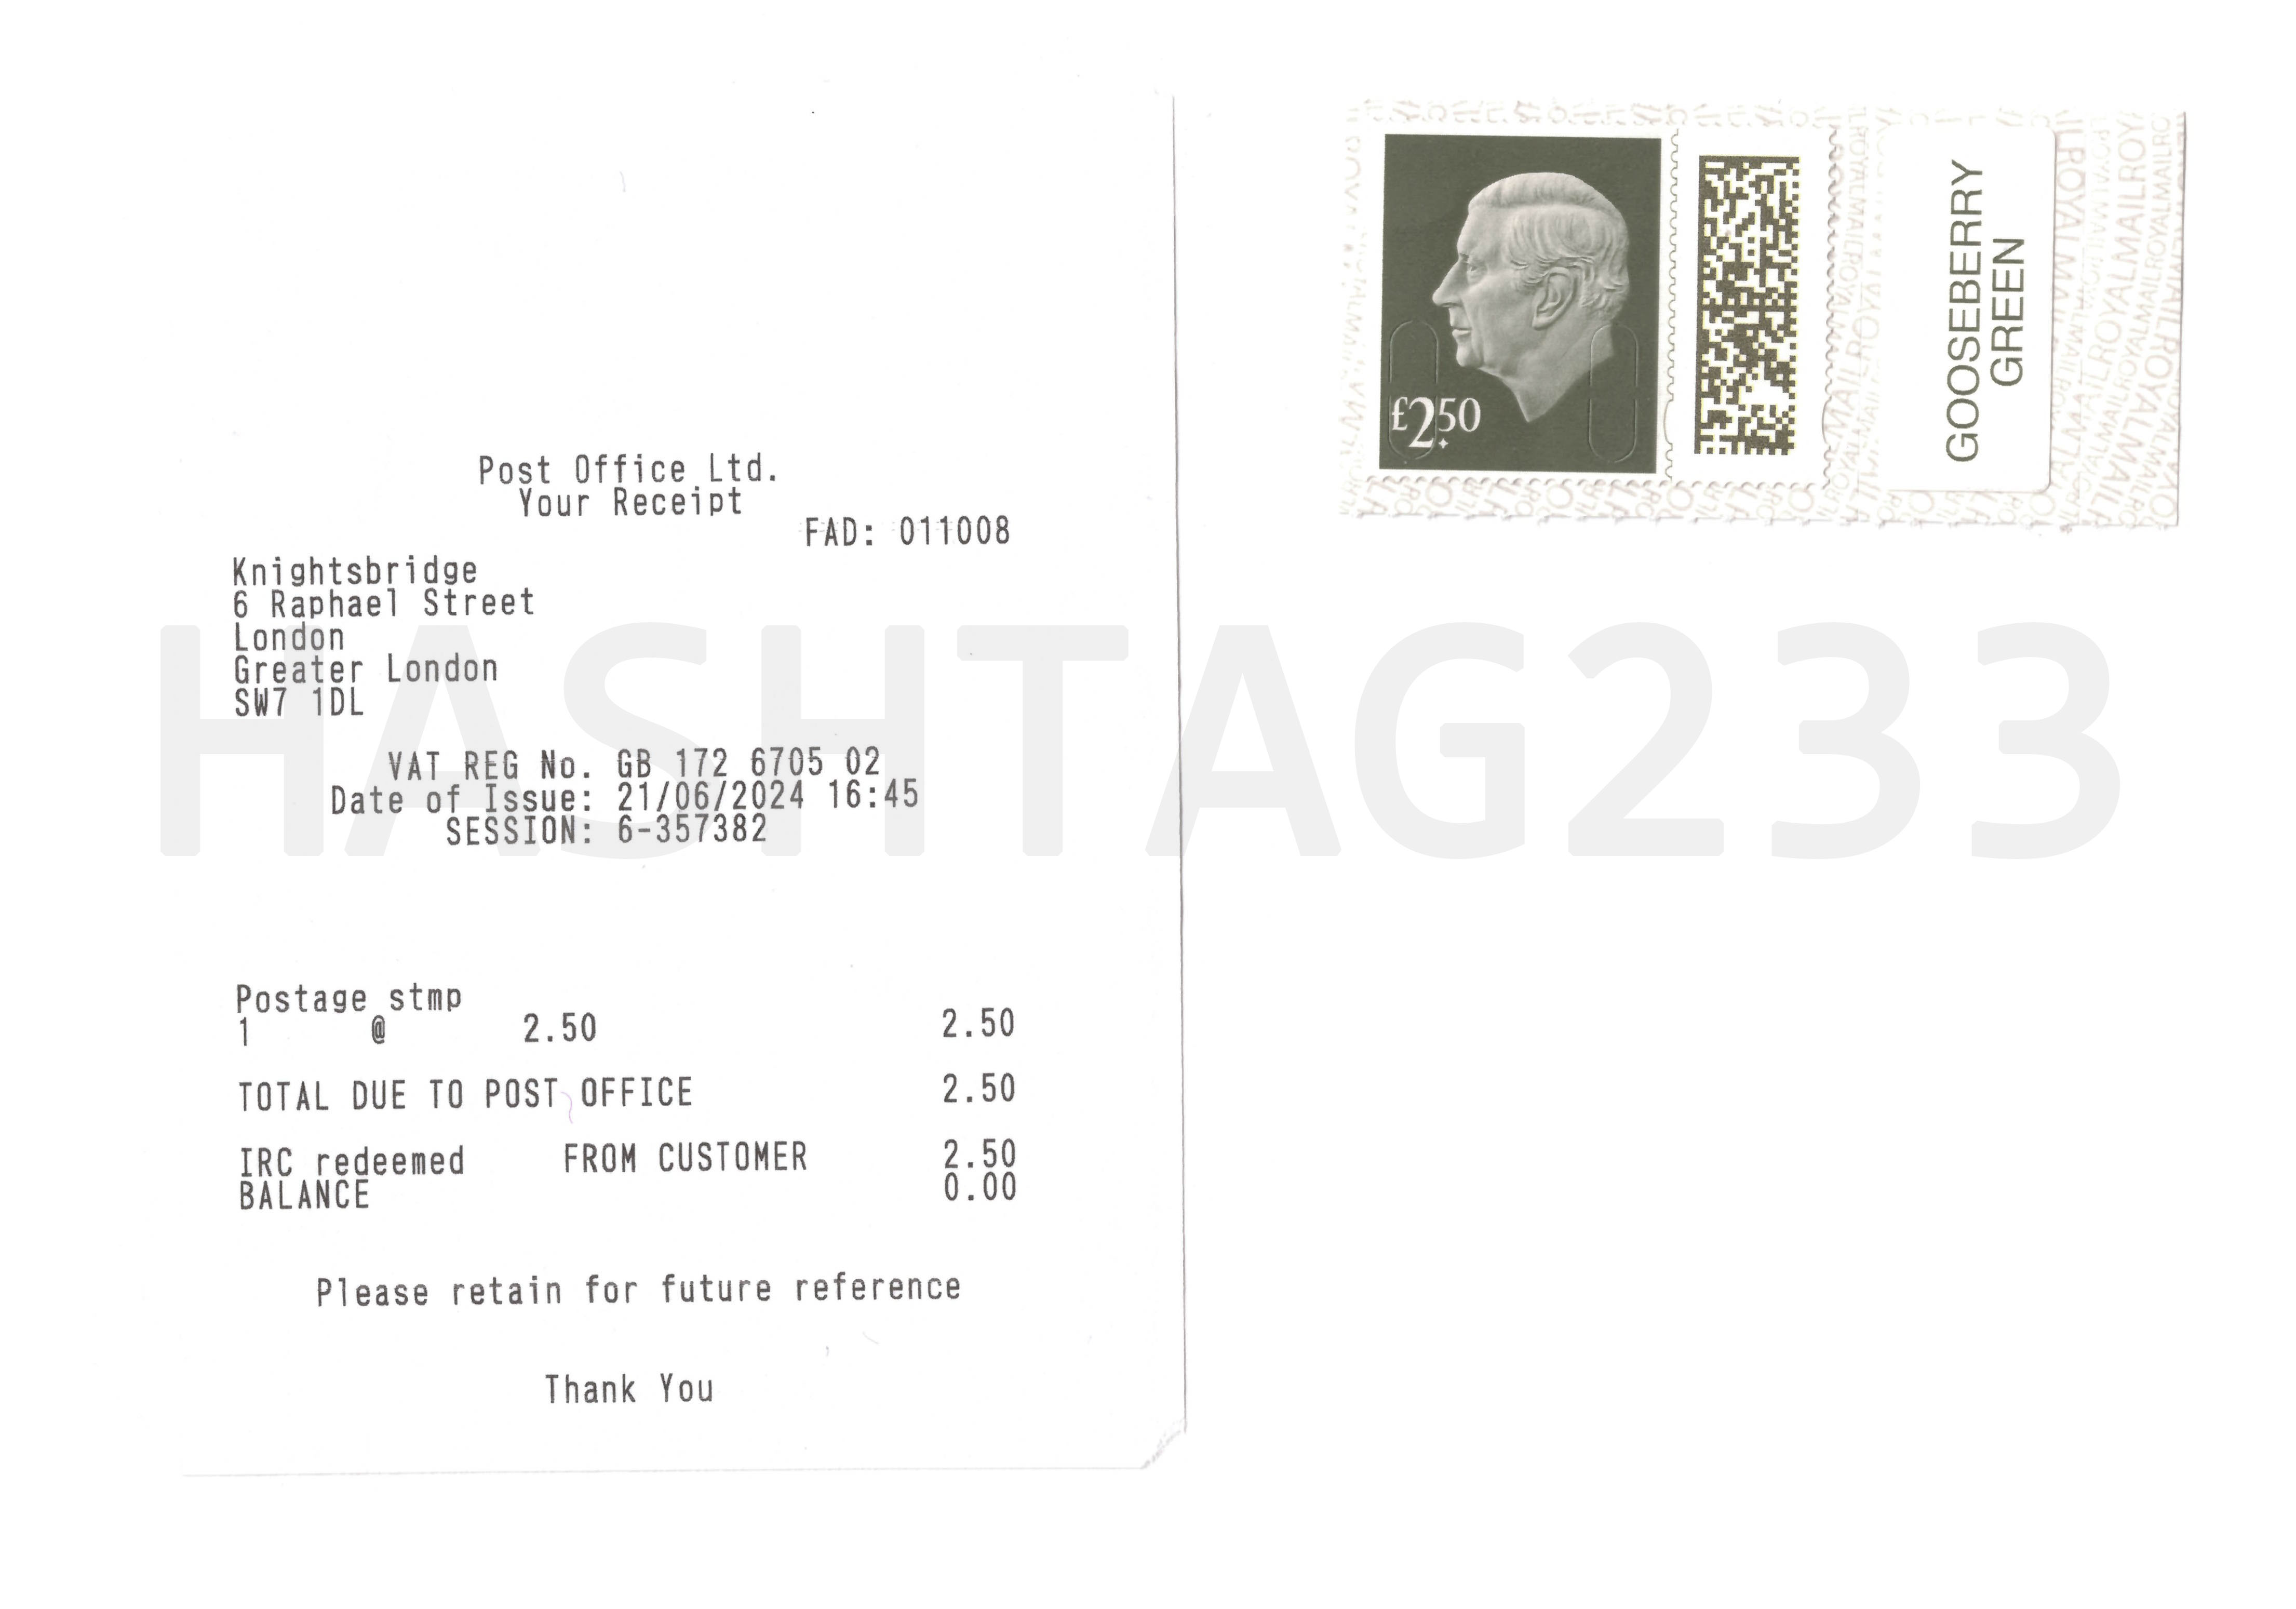 Post Office Ltd.
Your Receipt
FAD: 011008
Knightsbridge
6 Raphael Street
London
Greater London
SW7 1DL
VAT REG No. GB 172 6705 02
Date of Issue: 21/06/2024 16:45
SESSION: 6-357382
Postage stmp
1 @ 2.50 2.50
TOTAL DUE TO POST OFFICE 2.50
IRC redeemed FROM CUSTOMER 2.50
BALANCE 0.00
Please retain for future reference
Thank You
£2.50
GOOSEBERRY
GREEN
ROYALMAILROYALMAIL
HASHTAG233